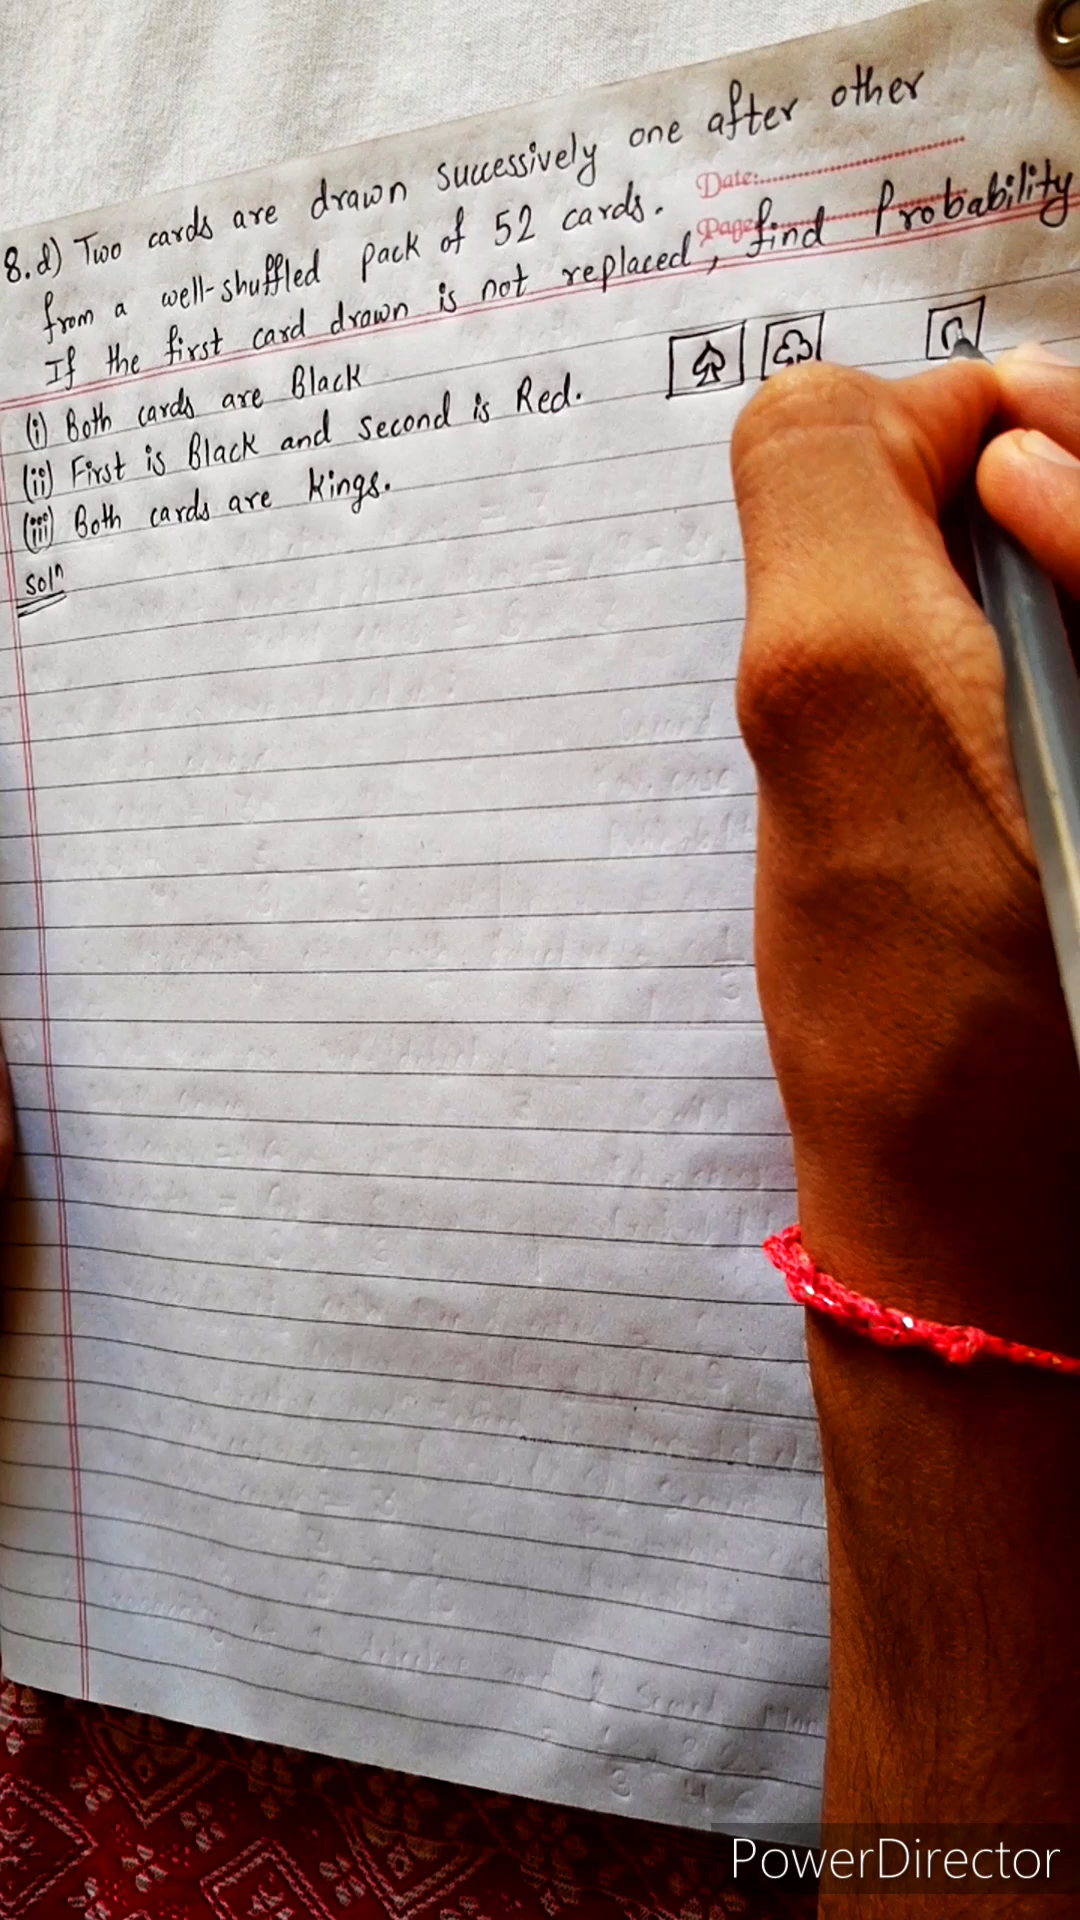 8.d) Two cards are drawn successively one after other
from a well-shuffled pack of 52 cards.
Date:
Page
If the first card drawn is not replaced, find Probability
(i) Both cards are Black
(ii) First is Black and second is Red.
(iii) Both cards are kings.
Solⁿ
PowerDirector